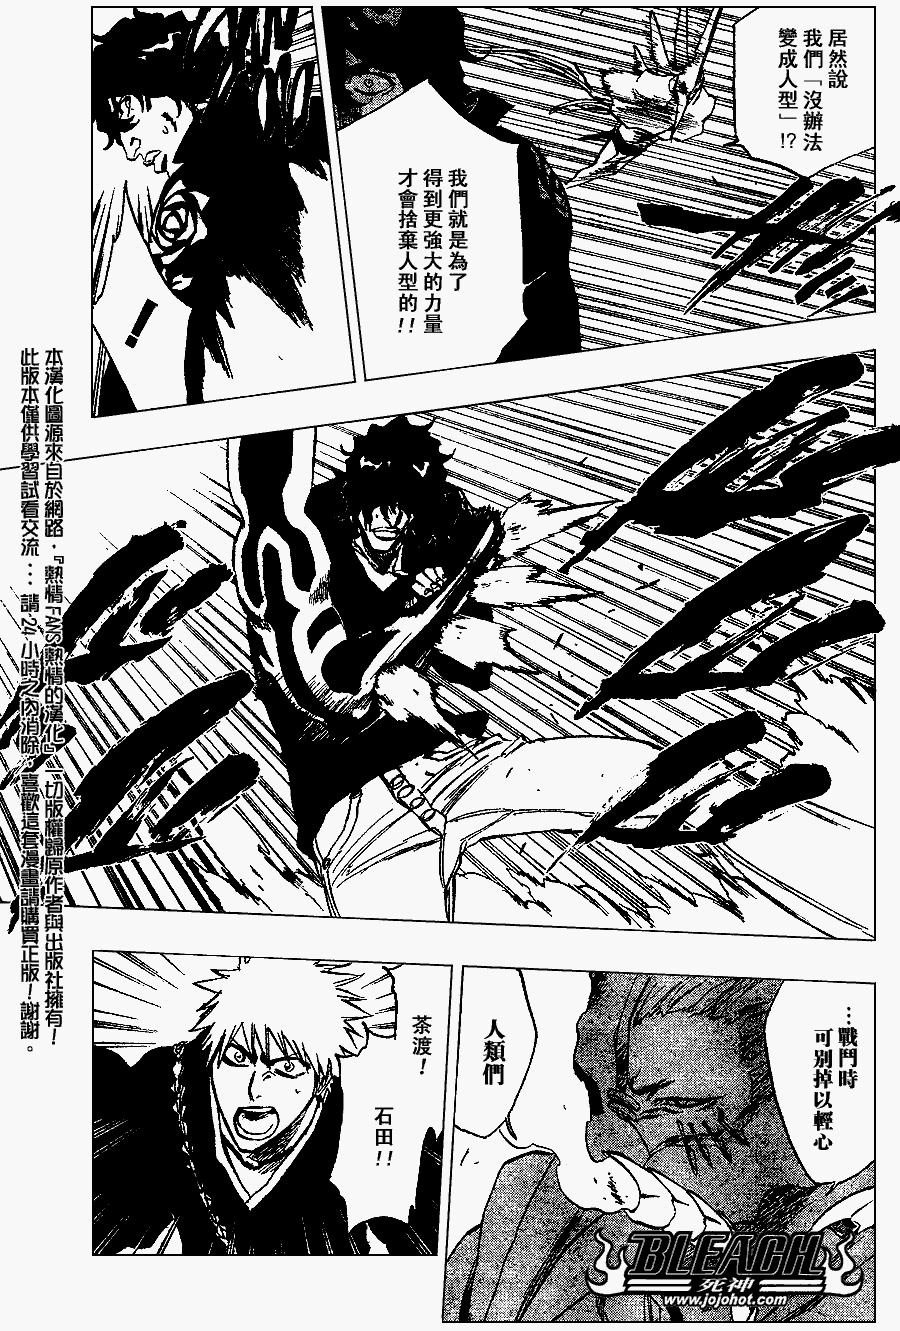 居然說
我們「沒辦法
變成人型」!?
我們就是為了
得到更強大的力量
才會捨棄人型的!!
!
…戰鬥時
可別掉以輕心
人類們
茶渡!
石田!!
本漢化圖源來自於網路，『熱情FANS熱情的漢化』一切版權歸原作者與出版社擁有！
此版本僅供學習試看交流…請24小時之內消除；喜歡這套漫畫請購買正版！謝謝。
BLEACH
死神
www.jojohot.com